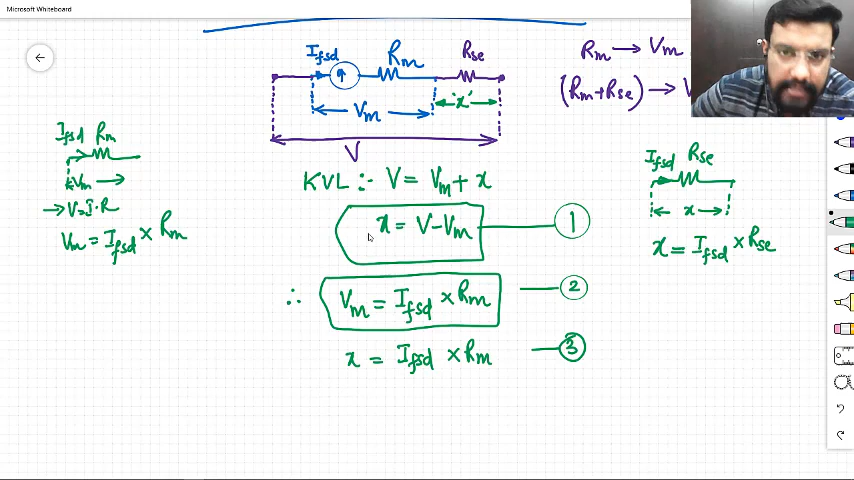 Microsoft Whiteboard
Ifsd Rm Rse
Rm → Vm
(Rm+Rse) → V
Vm 'x'
V
Ifsd Rm
Vm
→ V=I·R
Vm = Ifsd × Rm
KVL :- V = Vm + x
x = V-Vm 1
∴ Vm = Ifsd × Rm 2
x = Ifsd × Rm 3
Ifsd Rse
x
x = Ifsd × Rse